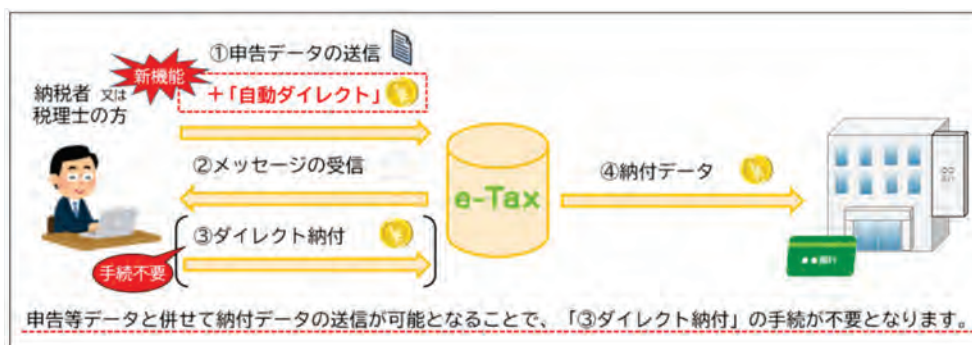 ①申告データの送信
新機能
+「自動ダイレクト」
納税者 又は
税理士の方
②メッセージの受信
e-Tax
④納付データ
③ダイレクト納付
手続不要
申告等データと併せて納付データの送信が可能となることで、「③ダイレクト納付」の手続が不要となります。